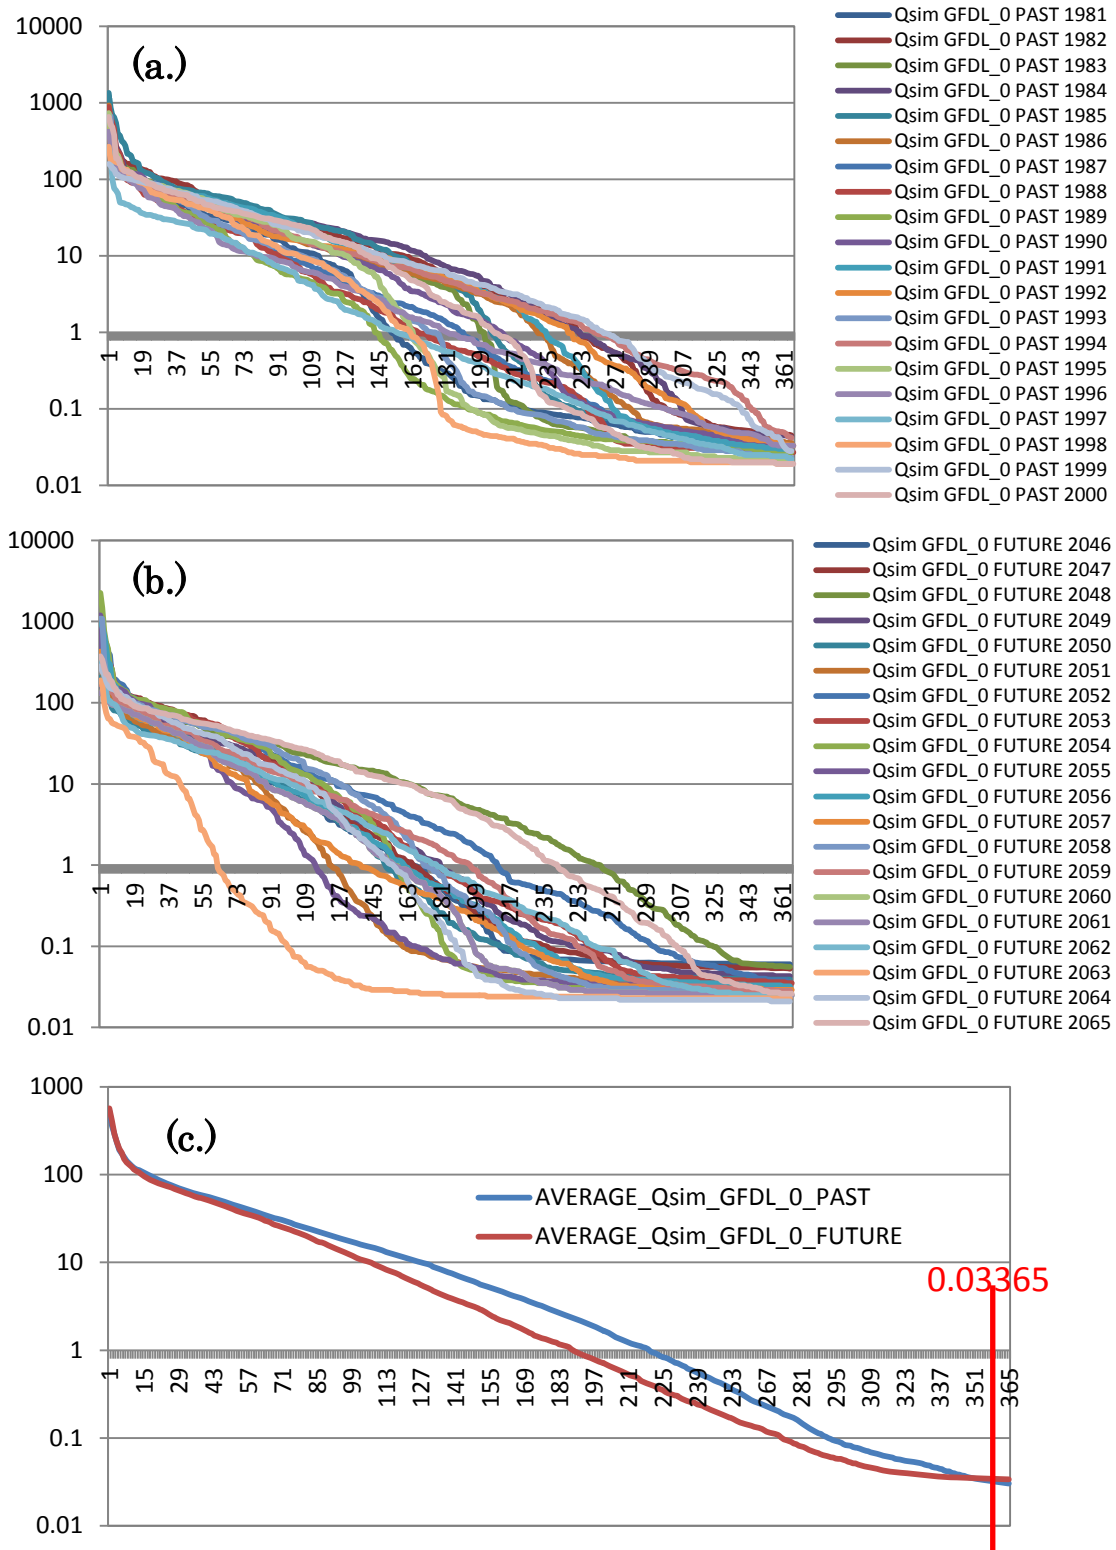 10000
1000
100
10
1
0.1
0.01
(a.)
1 19 37 55 73 91 109 127 145 163 181 199 217 235 253 271 289 307 325 343 361
Qsim GFDL_0 PAST 1981
Qsim GFDL_0 PAST 1982
Qsim GFDL_0 PAST 1983
Qsim GFDL_0 PAST 1984
Qsim GFDL_0 PAST 1985
Qsim GFDL_0 PAST 1986
Qsim GFDL_0 PAST 1987
Qsim GFDL_0 PAST 1988
Qsim GFDL_0 PAST 1989
Qsim GFDL_0 PAST 1990
Qsim GFDL_0 PAST 1991
Qsim GFDL_0 PAST 1992
Qsim GFDL_0 PAST 1993
Qsim GFDL_0 PAST 1994
Qsim GFDL_0 PAST 1995
Qsim GFDL_0 PAST 1996
Qsim GFDL_0 PAST 1997
Qsim GFDL_0 PAST 1998
Qsim GFDL_0 PAST 1999
Qsim GFDL_0 PAST 2000
10000
1000
100
10
1
0.1
0.01
(b.)
1 19 37 55 73 91 109 127 145 163 181 199 217 235 253 271 289 307 325 343 361
Qsim GFDL_0 FUTURE 2046
Qsim GFDL_0 FUTURE 2047
Qsim GFDL_0 FUTURE 2048
Qsim GFDL_0 FUTURE 2049
Qsim GFDL_0 FUTURE 2050
Qsim GFDL_0 FUTURE 2051
Qsim GFDL_0 FUTURE 2052
Qsim GFDL_0 FUTURE 2053
Qsim GFDL_0 FUTURE 2054
Qsim GFDL_0 FUTURE 2055
Qsim GFDL_0 FUTURE 2056
Qsim GFDL_0 FUTURE 2057
Qsim GFDL_0 FUTURE 2058
Qsim GFDL_0 FUTURE 2059
Qsim GFDL_0 FUTURE 2060
Qsim GFDL_0 FUTURE 2061
Qsim GFDL_0 FUTURE 2062
Qsim GFDL_0 FUTURE 2063
Qsim GFDL_0 FUTURE 2064
Qsim GFDL_0 FUTURE 2065
1000
100
10
1
0.1
0.01
(c.)
AVERAGE_Qsim_GFDL_0_PAST
AVERAGE_Qsim_GFDL_0_FUTURE
0.03365
1 15 29 43 57 71 85 99 113 127 141 155 169 183 197 211 225 239 253 267 281 295 309 323 337 351 365